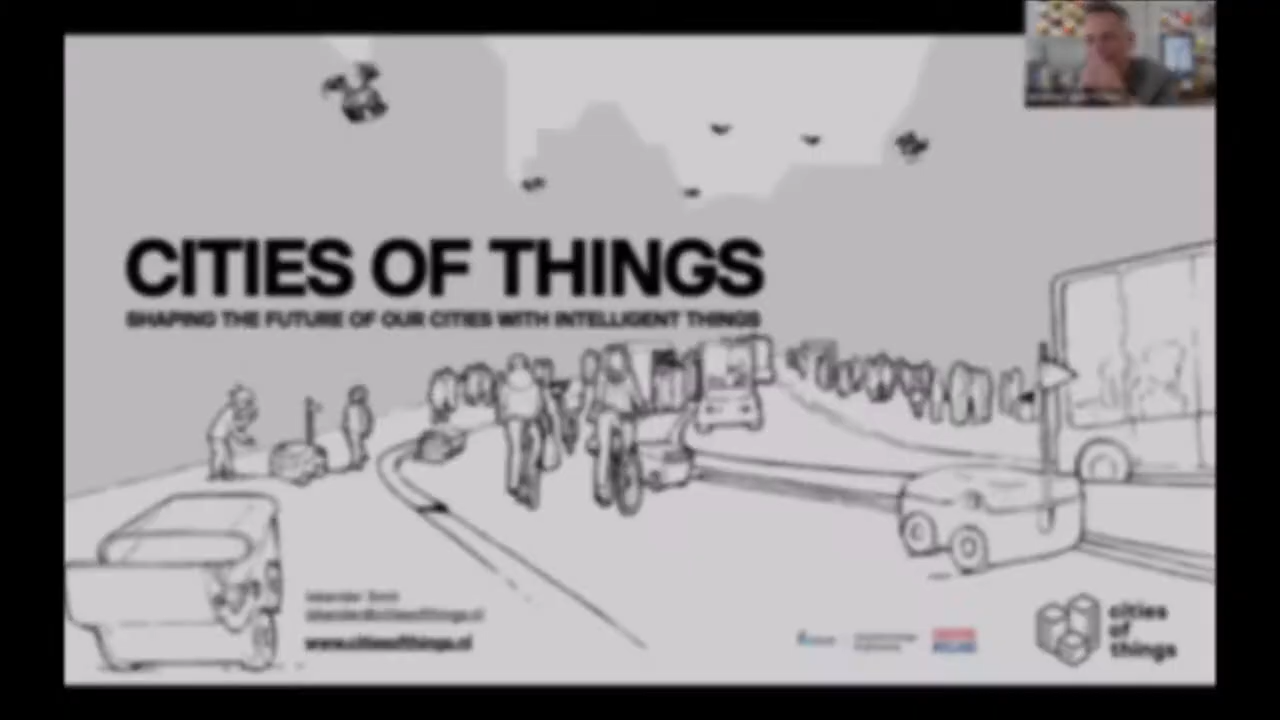 CITIES OF THINGS
SHAPING THE FUTURE OF OUR CITIES WITH INTELLIGENT THINGS
www.citiesofthings.nl
cities
of
things